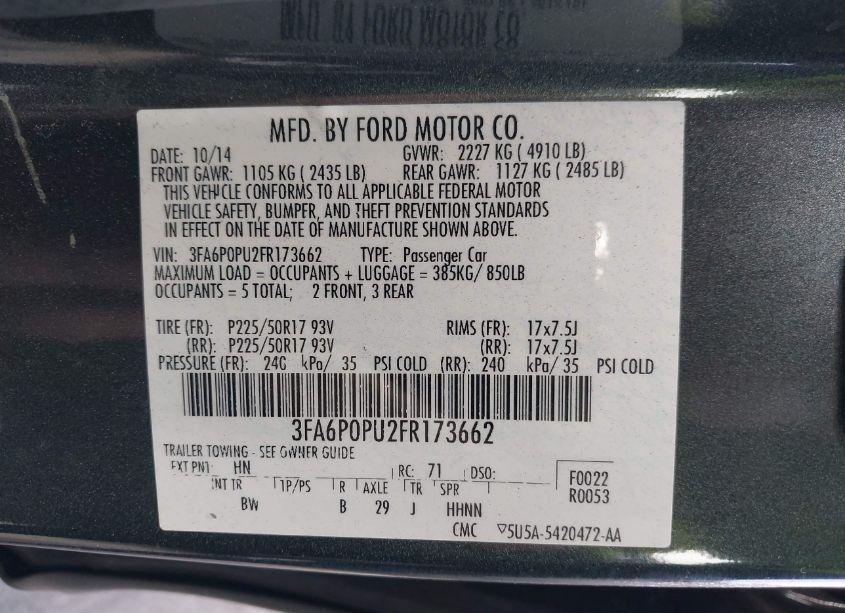 MFD. BY FORD MOTOR CO.
DATE: 10/14 GVWR: 2227 KG ( 4910 LB)
FRONT GAWR: 1105 KG ( 2435 LB) REAR GAWR: 1127 KG ( 2485 LB)
THIS VEHICLE CONFORMS TO ALL APPLICABLE FEDERAL MOTOR
VEHICLE SAFETY, BUMPER, AND THEFT PREVENTION STANDARDS
IN EFFECT ON THE DATE OF MANUFACTURE SHOWN ABOVE.
VIN: 3FA6P0PU2FR173662 TYPE: Passenger Car
MAXIMUM LOAD = OCCUPANTS + LUGGAGE = 385KG/ 850LB
OCCUPANTS = 5 TOTAL; 2 FRONT, 3 REAR
TIRE (FR): P225/50R17 93V RIMS (FR): 17x7.5J
(RR): P225/50R17 93V (RR): 17x7.5J
PRESSURE (FR): 240 kPa/ 35 PSI COLD (RR): 240 kPa/ 35 PSI COLD
3FA6P0PU2FR173662
TRAILER TOWING - SEE OWNER GUIDE
EXT PNT: HN RC: 71 DSO: F0022
R0053
INT TR TP/PS R AXLE TR SPR
BW B 29 J HHNN
CMC ▽5U5A-5420472-AA